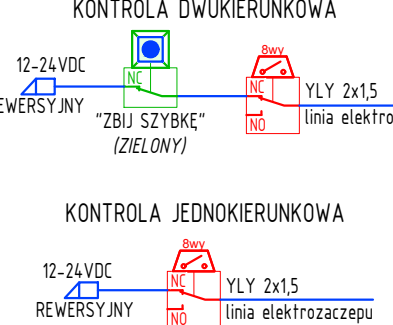 KONTROLA DWUKIERUNKOWA
8wy
12-24VDC
NC
NC
YLY 2x1,5
EWERSYJNY
"ZBIJ SZYBKĘ"
NO
linia elektro
(ZIELONY)
KONTROLA JEDNOKIERUNKOWA
8wy
12-24VDC
NC
YLY 2x1,5
REWERSYJNY
NO
linia elektrozaczepu